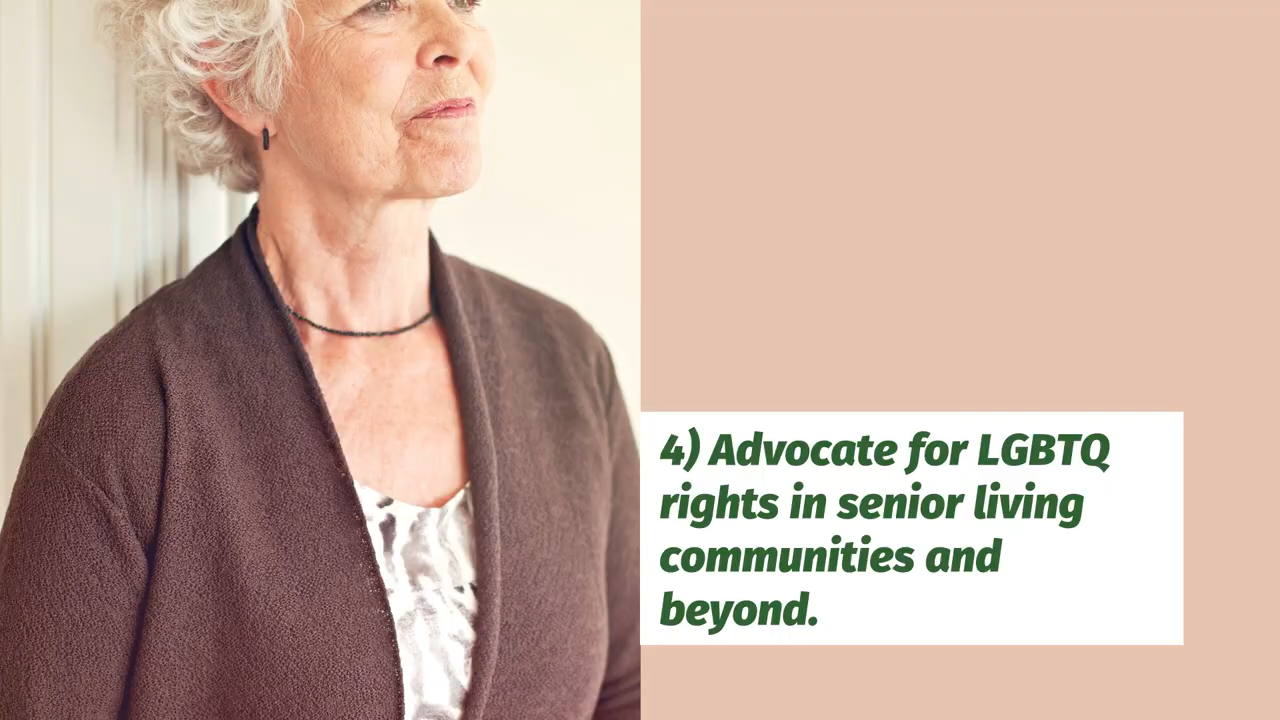 4) Advocate for LGBTQ
rights in senior living
communities and
beyond.